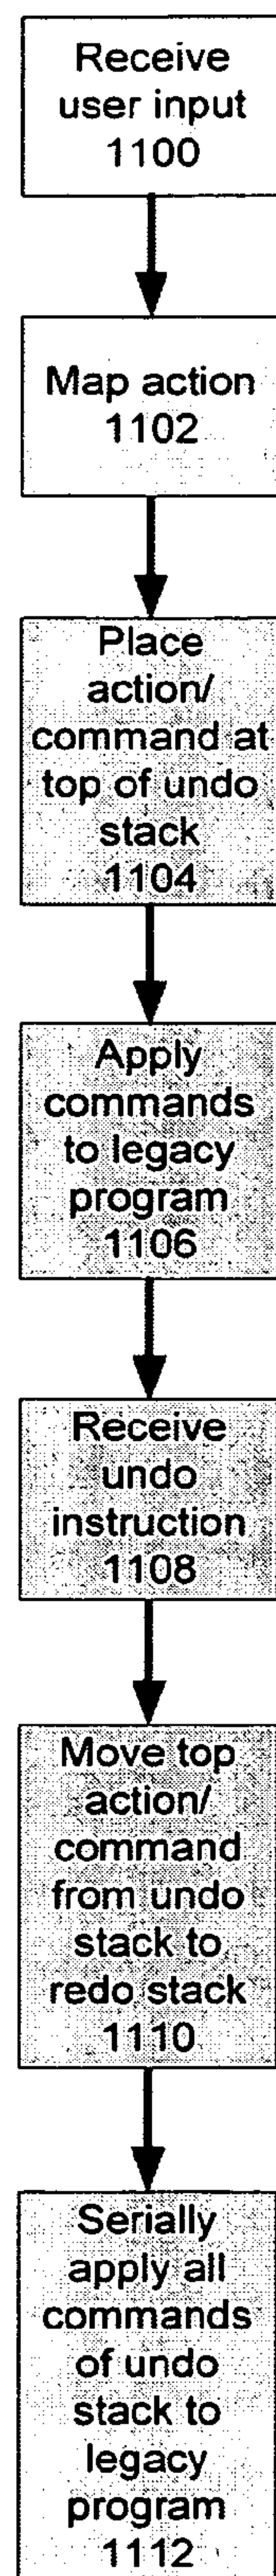 Receive
user input
1100
Map action
1102
Place
action/
command at
top of undo
stack
1104
Apply
commands
to legacy
program
1106
Receive
undo
instruction
1108
Move top
action/
command
from undo
stack to
redo stack
1110
Serially
apply all
commands
of undo
stack to
legacy
program
1112